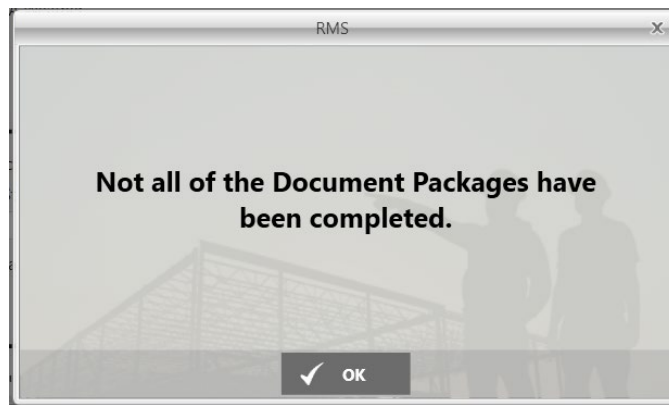 RMS
Not all of the Document Packages have
been completed.
OK